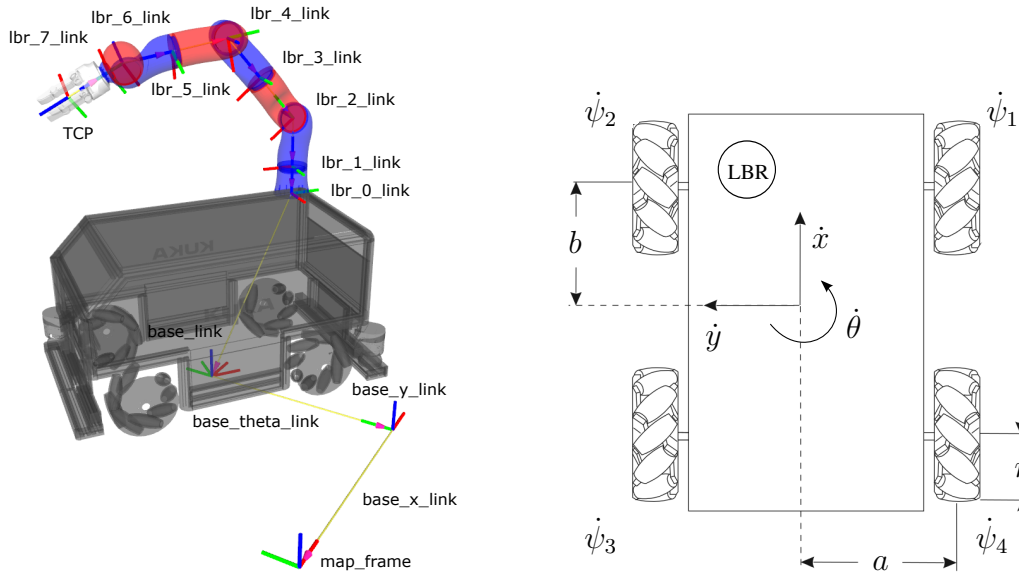 lbr_6_link
lbr_4_link
lbr_7_link
lbr_3_link
lbr_5_link
lbr_2_link
TCP
lbr_1_link
lbr_0_link
KUKA
base_link
base_y_link
base_theta_link
base_x_link
map_frame
ψ̇₂
ψ̇₁
LBR
b
ẋ
ẏ
θ̇
r
ψ̇₃
ψ̇₄
a